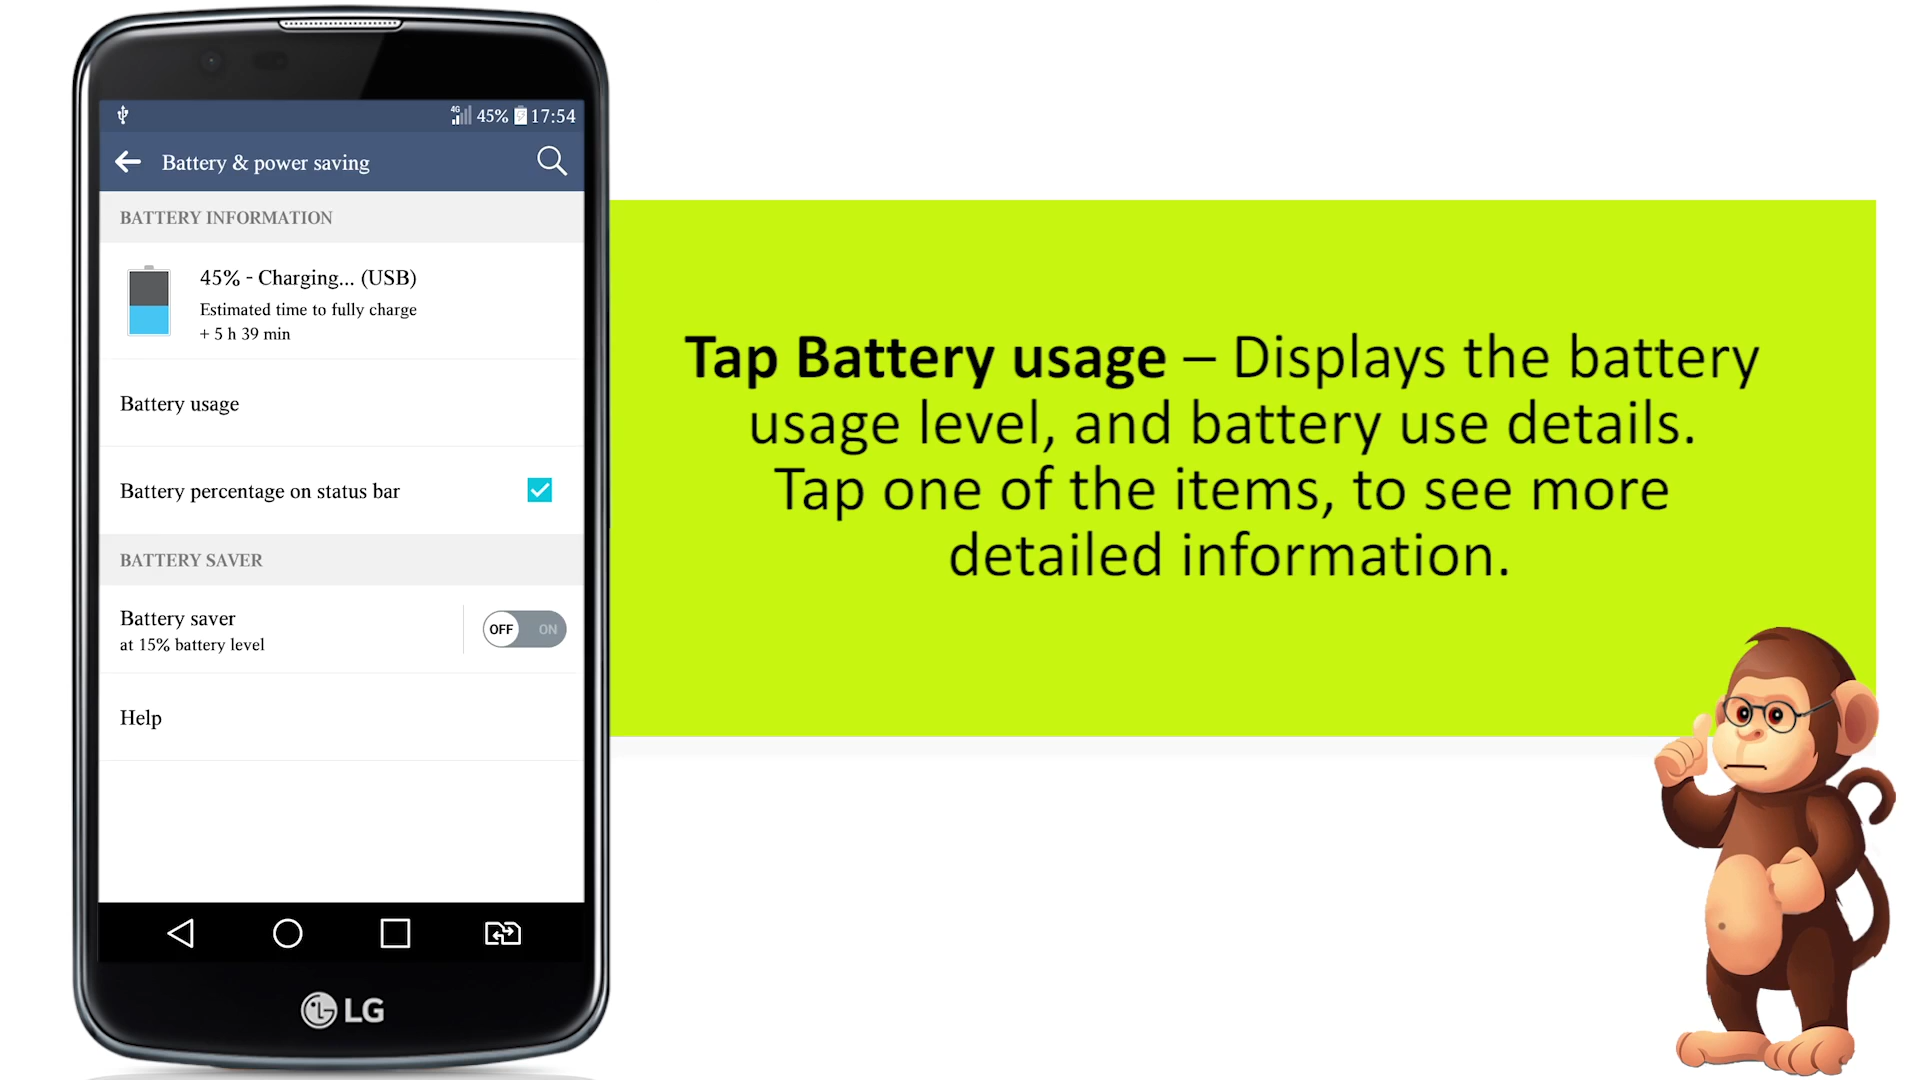 4G 45% 17:54
Battery & power saving
BATTERY INFORMATION
45% - Charging... (USB)
Estimated time to fully charge
+ 5 h 39 min
Battery usage
Battery percentage on status bar
BATTERY SAVER
Battery saver
at 15% battery level
OFF ON
Help
LG
Tap Battery usage – Displays the battery
usage level, and battery use details.
Tap one of the items, to see more
detailed information.